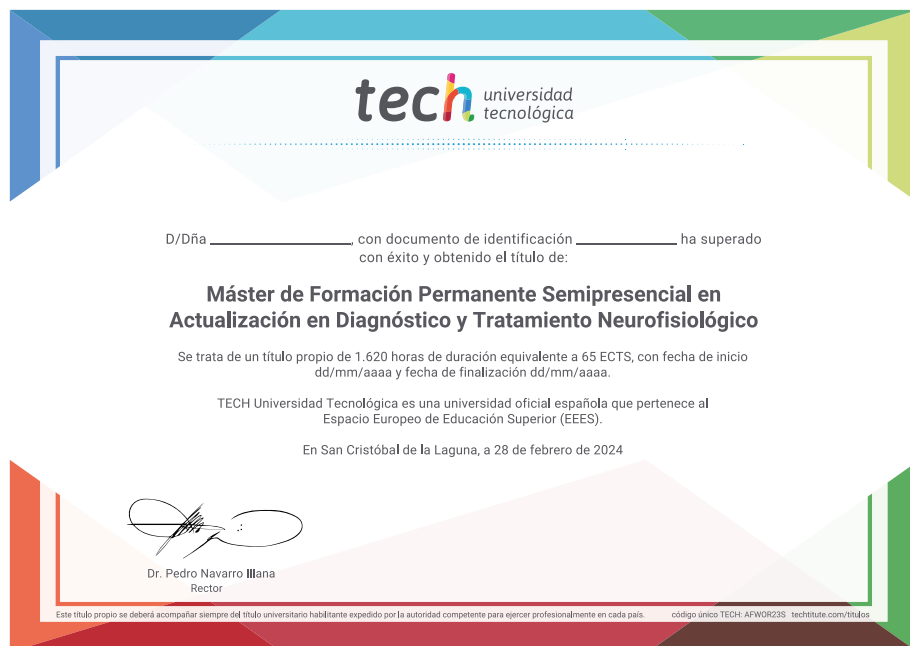 tech universidad
tecnológica
D/Dña ____________________, con documento de identificación ______________ ha superado
con éxito y obtenido el título de:
Máster de Formación Permanente Semipresencial en
Actualización en Diagnóstico y Tratamiento Neurofisiológico
Se trata de un título propio de 1.620 horas de duración equivalente a 65 ECTS, con fecha de inicio
dd/mm/aaaa y fecha de finalización dd/mm/aaaa.
TECH Universidad Tecnológica es una universidad oficial española que pertenece al
Espacio Europeo de Educación Superior (EEES).
En San Cristóbal de la Laguna, a 28 de febrero de 2024
Dr. Pedro Navarro Illana
Rector
Este título propio se deberá acompañar siempre del título universitario habilitante expedido por la autoridad competente para ejercer profesionalmente en cada país. código único TECH: AFWOR23S techtitute.com/titulos